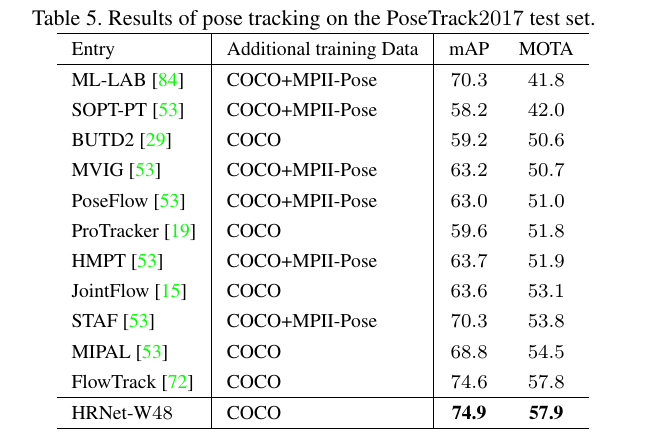 Table 5. Results of pose tracking on the PoseTrack2017 test set.
Entry Additional training Data mAP MOTA
ML-LAB [84] COCO+MPII-Pose 70.3 41.8
SOPT-PT [53] COCO+MPII-Pose 58.2 42.0
BUTD2 [29] COCO 59.2 50.6
MVIG [53] COCO+MPII-Pose 63.2 50.7
PoseFlow [53] COCO+MPII-Pose 63.0 51.0
ProTracker [19] COCO 59.6 51.8
HMPT [53] COCO+MPII-Pose 63.7 51.9
JointFlow [15] COCO 63.6 53.1
STAF [53] COCO+MPII-Pose 70.3 53.8
MIPAL [53] COCO 68.8 54.5
FlowTrack [72] COCO 74.6 57.8
HRNet-W48 COCO 74.9 57.9